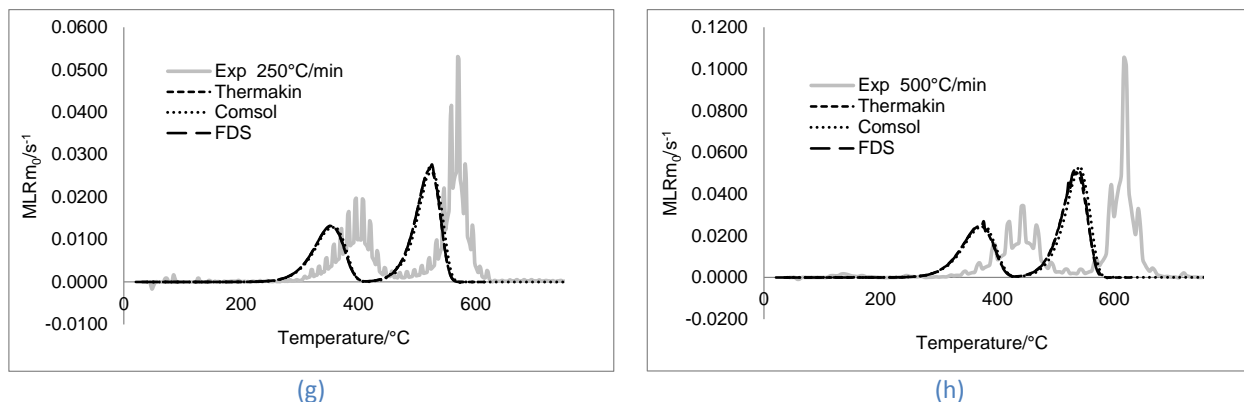 0.0600
0.0500
0.0400
0.0300
0.0200
0.0100
0.0000
-0.0100
MLRm0/s-1
Exp 250°C/min
Thermakin
Comsol
FDS
0 200 400 600
Temperature/°C
(g)
0.1200
0.1000
0.0800
0.0600
0.0400
0.0200
0.0000
-0.0200
MLRm0/s-1
Exp 500°C/min
Thermakin
Comsol
FDS
0 200 400 600
Temperature/°C
(h)